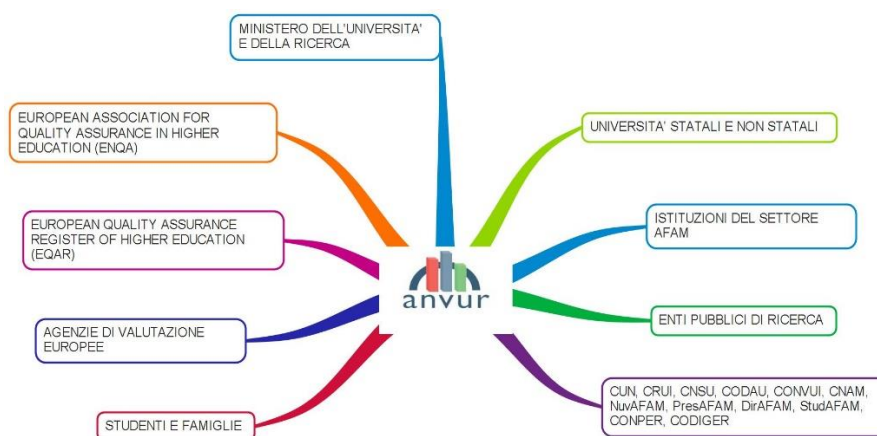 MINISTERO DELL'UNIVERSITA'
E DELLA RICERCA
EUROPEAN ASSOCIATION FOR
QUALITY ASSURANCE IN HIGHER
EDUCATION (ENQA)
UNIVERSITA' STATALI E NON STATALI
EUROPEAN QUALITY ASSURANCE
REGISTER OF HIGHER EDUCATION
(EQAR)
ISTITUZIONI DEL SETTORE
AFAM
anvur
AGENZIE DI VALUTAZIONE
EUROPEE
ENTI PUBBLICI DI RICERCA
STUDENTI E FAMIGLIE
CUN, CRUI, CNSU, CODAU, CONVUI, CNAM,
NuvAFAM, PresAFAM, DirAFAM, StudAFAM,
CONPER, CODIGER